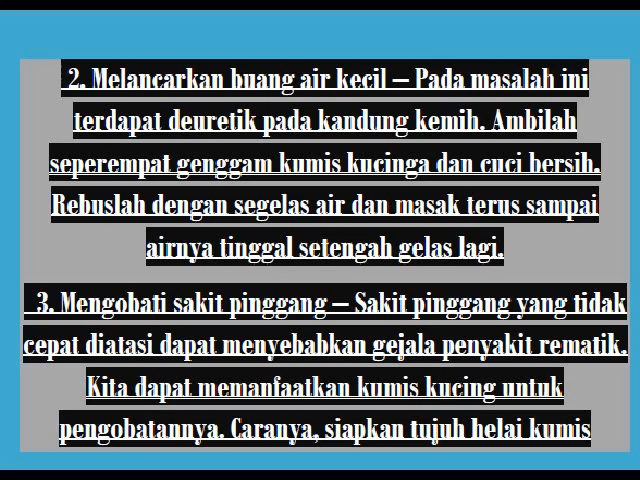 2. Melancarkan buang air kecil – Pada masalah ini
terdapat deuretik pada kandung kemih. Ambilah
seperempat genggam kumis kucinga dan cuci bersih.
Rebuslah dengan segelas air dan masak terus sampai
airnya tinggal setengah gelas lagi.
3. Mengobati sakit pinggang – Sakit pinggang yang tidak
cepat diatasi dapat menyebabkan gejala penyakit rematik.
Kita dapat memanfaatkan kumis kucing untuk
pengobatannya. Caranya, siapkan tujuh helai kumis